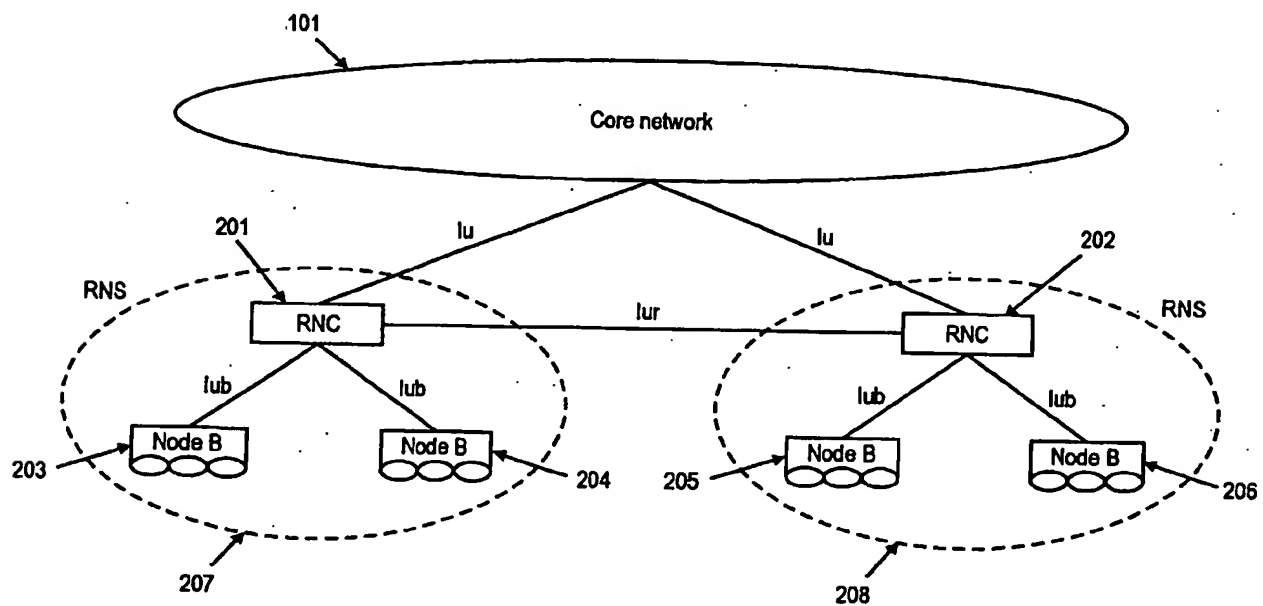 101
Core network
201
Iu
Iu
202
RNS
RNC
Iur
RNC
RNS
Iub
Iub
Iub
Iub
Node B
Node B
Node B
Node B
203
204
205
206
207
208